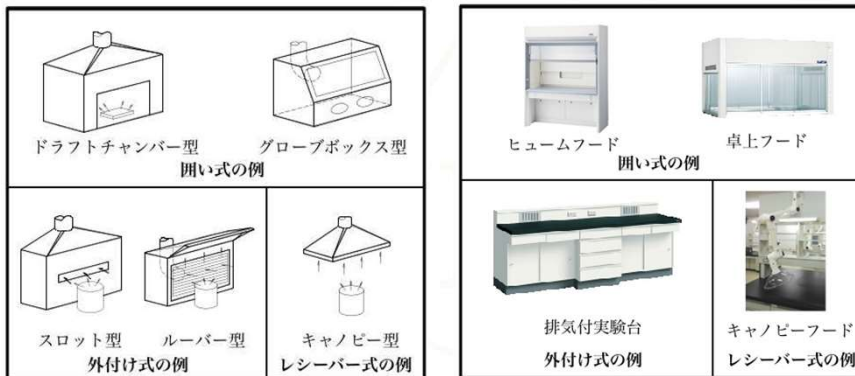 ドラフトチャンバー型
グローブボックス型
囲い式の例
スロット型
ルーバー型
外付け式の例
キャノピー型
レシーバー式の例
ヒュームフード
卓上フード
囲い式の例
排気付実験台
外付け式の例
キャノピーフード
レシーバー式の例